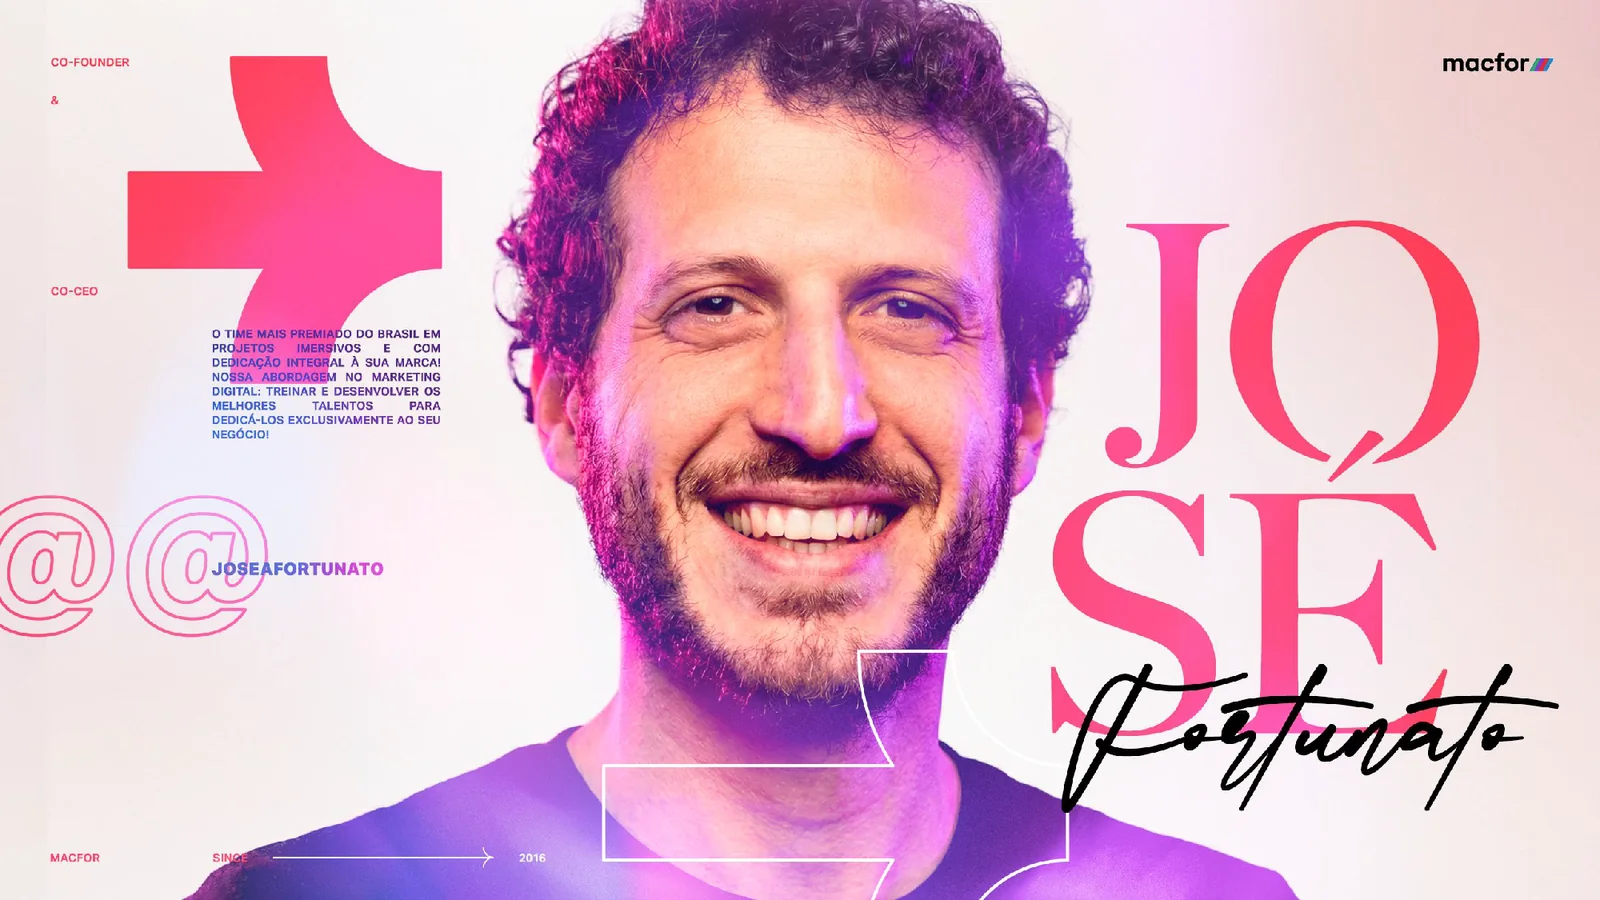 CO-FOUNDER
&
CO-CEO
macfor
O TIME MAIS PREMIADO DO BRASIL EM
PROJETOS IMERSIVOS E COM
DEDICAÇÃO INTEGRAL À SUA MARCA!
NOSSA ABORDAGEM NO MARKETING
DIGITAL: TREINAR E DESENVOLVER OS
MELHORES TALENTOS PARA
DEDICÁ-LOS EXCLUSIVAMENTE AO SEU
NEGÓCIO!
@@
JOSEAFORTUNATO
JO
SÉ
Fortunato
MACFOR
SINCE
2016